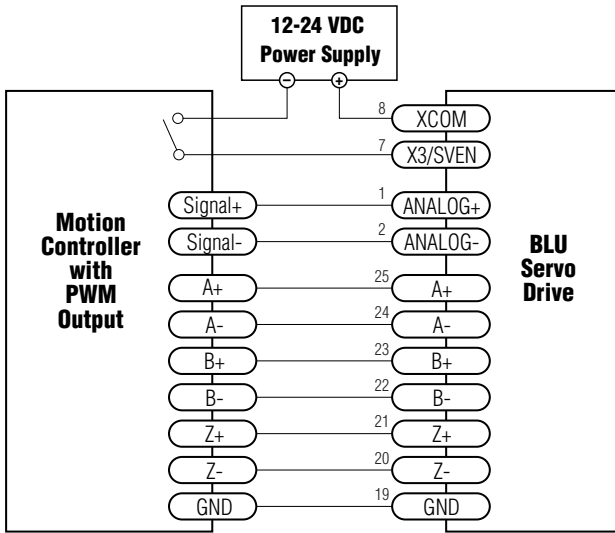 12-24 VDC
Power Supply
− +
8 XCOM
7 X3/SVEN
Signal+ 1 ANALOG+
Signal- 2 ANALOG-
Motion
Controller
with
PWM
Output
BLU
Servo
Drive
A+ 25 A+
A- 24 A-
B+ 23 B+
B- 22 B-
Z+ 21 Z+
Z- 20 Z-
GND 19 GND